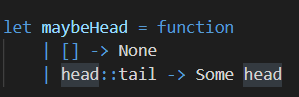 let maybeHead = function
    | [] -> None
    | head::tail -> Some head